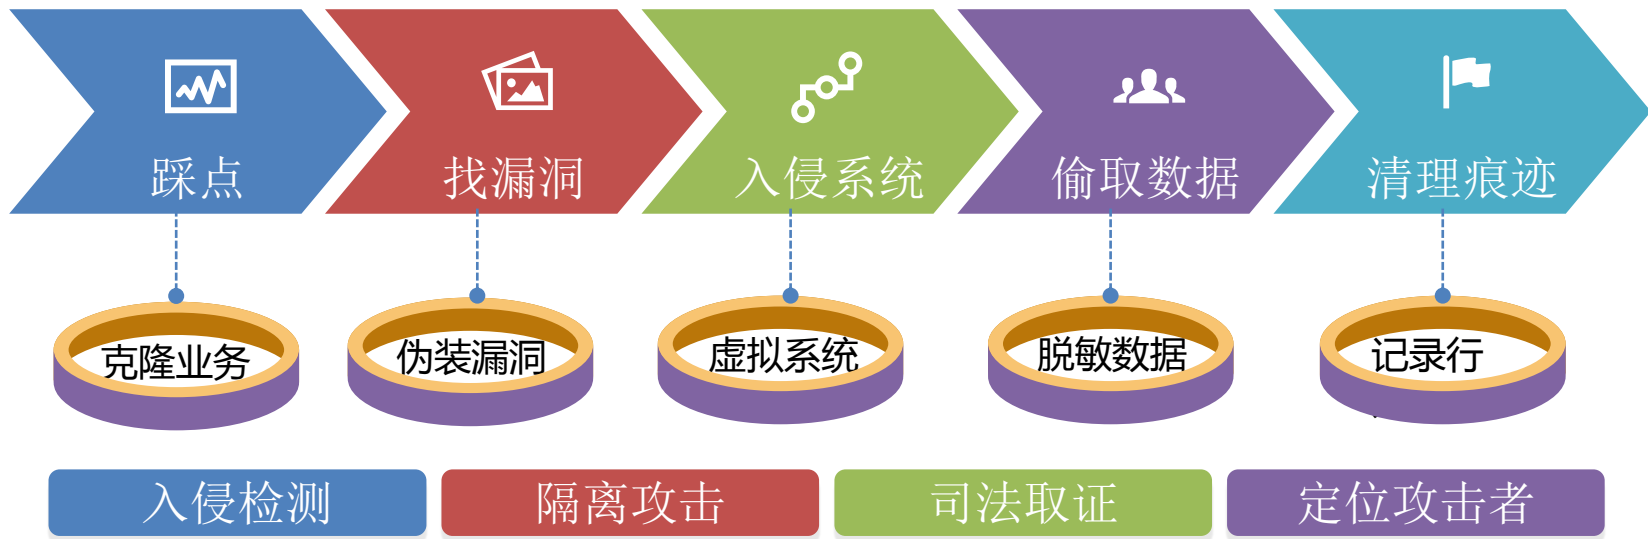 踩点
找漏洞
入侵系统
偷取数据
清理痕迹
克隆业务
伪装漏洞
虚拟系统
脱敏数据
记录行
入侵检测
隔离攻击
司法取证
定位攻击者